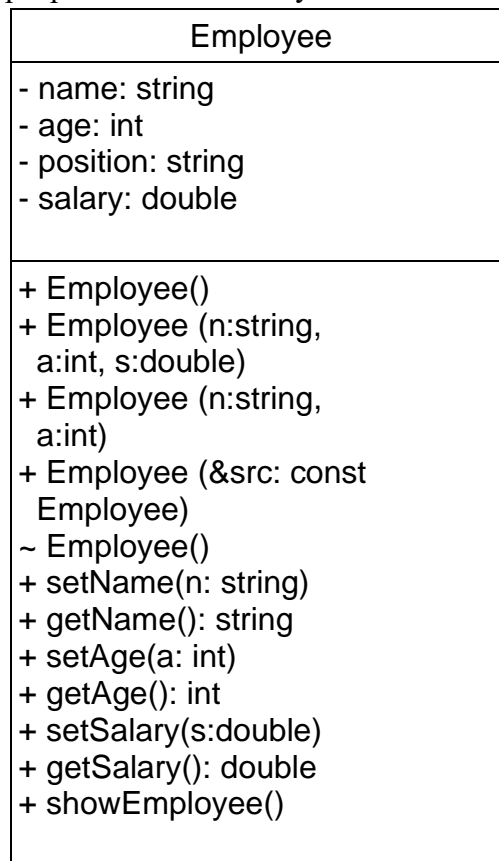 Employee
- name: string
- age: int
- position: string
- salary: double
+ Employee()
+ Employee (n:string,
a:int, s:double)
+ Employee (n:string,
a:int)
+ Employee (&src: const
Employee)
~ Employee()
+ setName(n: string)
+ getName(): string
+ setAge(a: int)
+ getAge(): int
+ setSalary(s:double)
+ getSalary(): double
+ showEmployee()